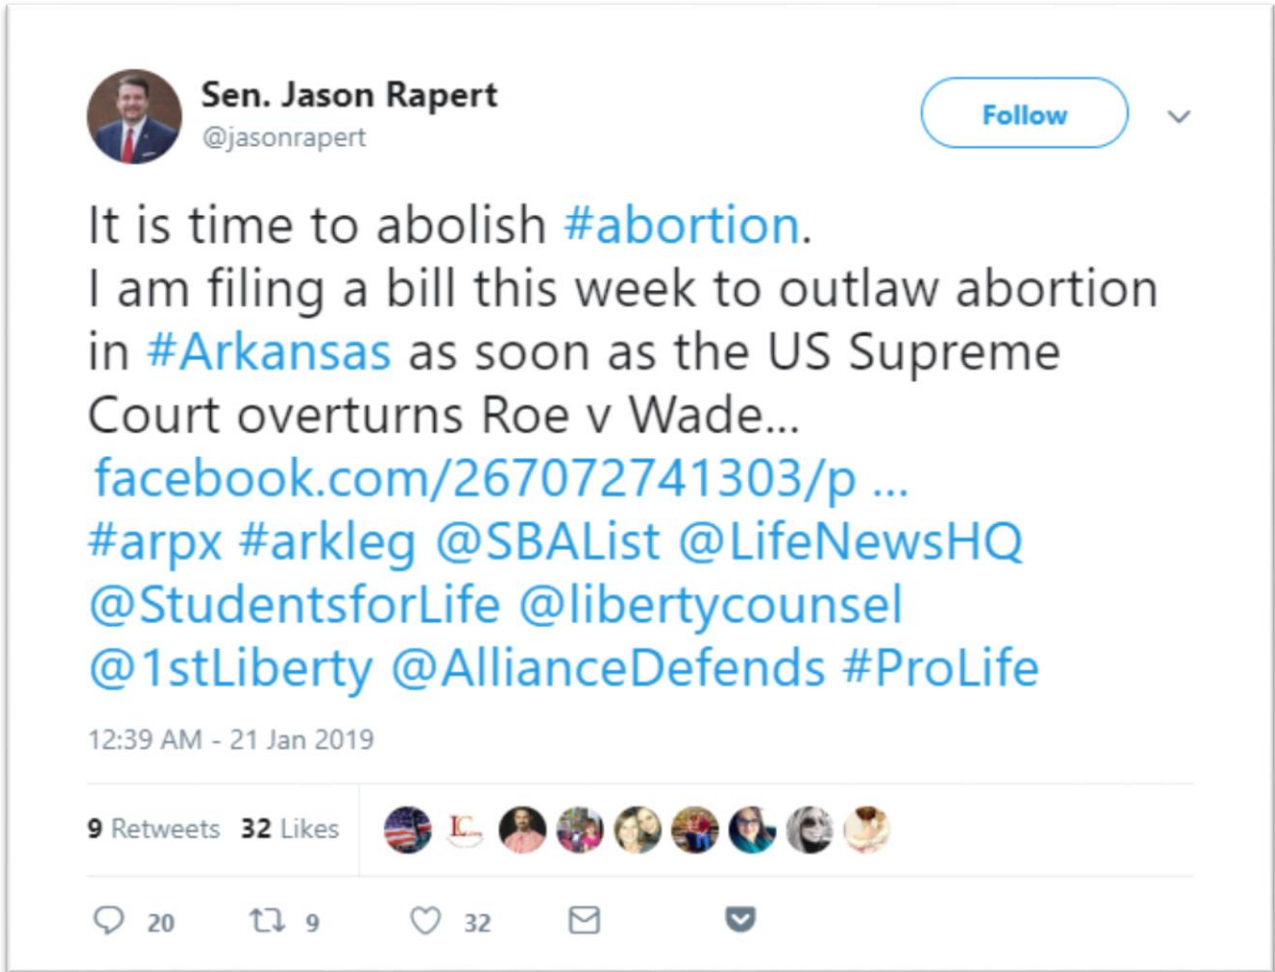 Sen. Jason Rapert
@jasonrapert
Follow
It is time to abolish #abortion.
I am filing a bill this week to outlaw abortion
in #Arkansas as soon as the US Supreme
Court overturns Roe v Wade...
facebook.com/267072741303/p ...
#arpx #arkleg @SBAList @LifeNewsHQ
@StudentsforLife @libertycounsel
@1stLiberty @AllianceDefends #ProLife
12:39 AM - 21 Jan 2019
9 Retweets 32 Likes
20 9 32